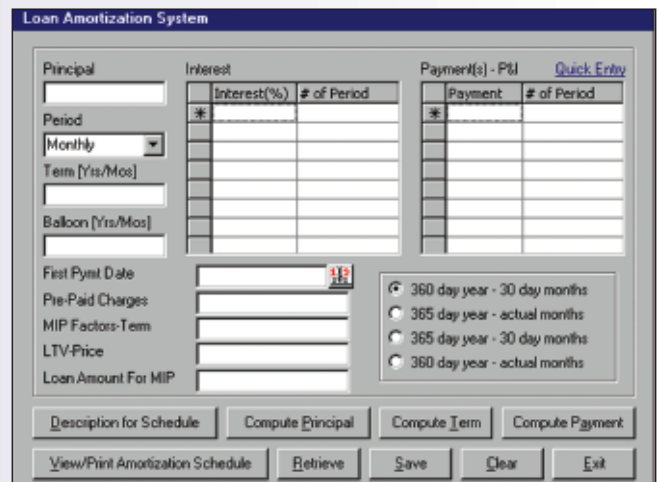 Loan Amortization System
Principal
Interest
Payment(s) - P&I
Quick Entry
Interest(%)
# of Period
Payment
# of Period
Period
Monthly
Term [Yrs/Mos]
Balloon [Yrs/Mos]
First Pymt Date
Pre-Paid Charges
MIP Factors-Term
LTV-Price
Loan Amount For MIP
360 day year - 30 day months
365 day year - actual months
365 day year - 30 day months
360 day year - actual months
Description for Schedule
Compute Principal
Compute Term
Compute Payment
View/Print Amortization Schedule
Retrieve
Save
Clear
Exit